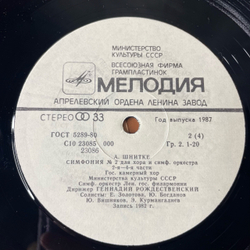 МИНИСТЕРСТВО
КУЛЬТУРЫ СССР
ВСЕСОЮЗНАЯ ФИРМА
ГРАМПЛАСТИНОК
МЕЛОДИЯ
АПРЕЛЕВСКИЙ ОРДЕНА ЛЕНИНА ЗАВОД
СТЕРЕО 33
Год выпуска 1987
ГОСТ 5289-80
2 (4)
С10 23085 000
Гр. 2. 1-20
23086
А. ШНИТКЕ
СИМФОНИЯ № 2 для хора и симф. оркестра
2-я—4-я части
Гос. камерный хор
Министерства культуры СССР
Симф. оркестр Лен. гос. филармонии
Дирижер ГЕННАДИЙ РОЖДЕСТВЕНСКИЙ
Солисты: Е. Золотова, Ю. Богданов
Ю. Вишняков, Э. Курмангалиев
Запись 1982 г.